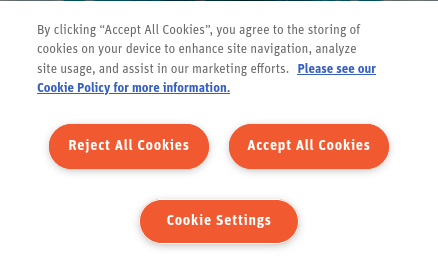 By clicking “Accept All Cookies”, you agree to the storing of
cookies on your device to enhance site navigation, analyze
site usage, and assist in our marketing efforts. Please see our
Cookie Policy for more information.
Reject All Cookies
Accept All Cookies
Cookie Settings